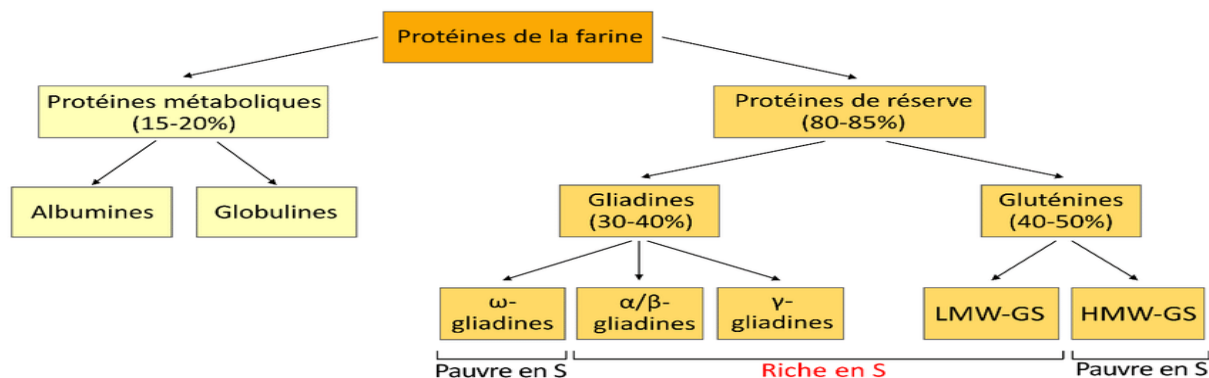 Protéines de la farine
Protéines métaboliques
(15-20%)
Protéines de réserve
(80-85%)
Albumines
Globulines
Gliadines
(30-40%)
Gluténines
(40-50%)
ω-
gliadines
α/β-
gliadines
γ-
gliadines
LMW-GS
HMW-GS
Pauvre en S
Riche en S
Pauvre en S